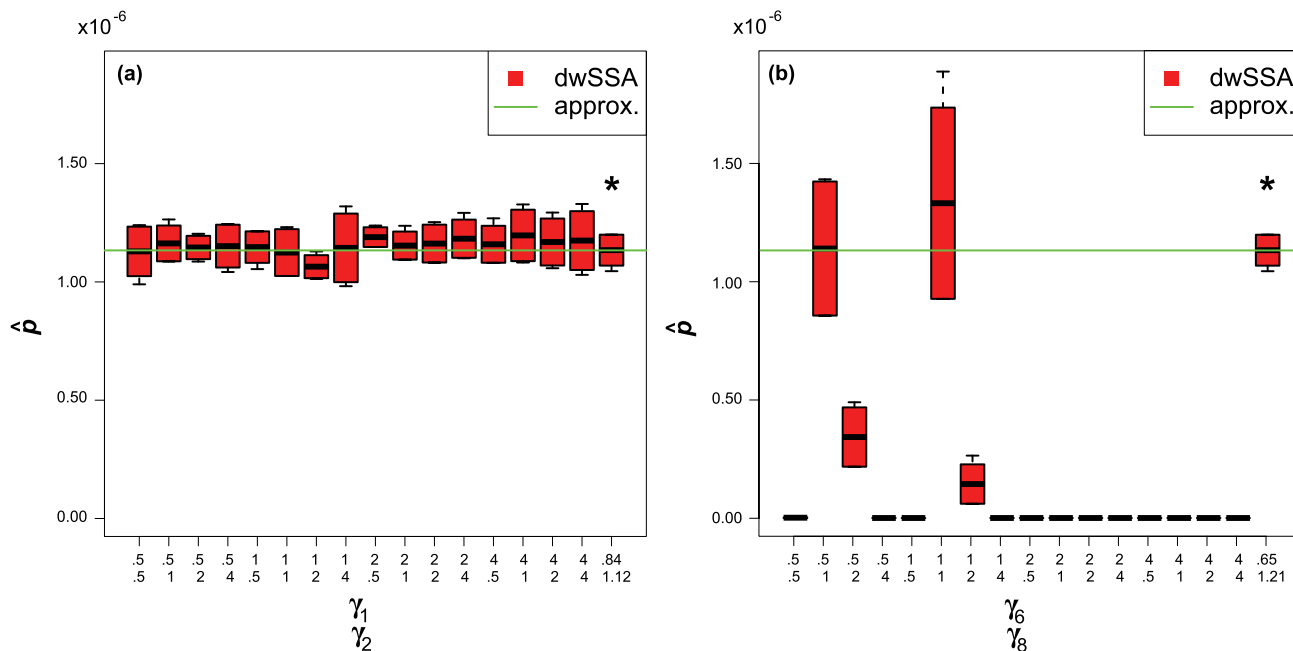 x10-6
(a)
dwSSA
approx.
1.50
*
1.00
0.50
0.00
p̂
.5 .5 .5 .5 1 1 1 1 2 2 2 2 4 4 4 4 .84
.5 1 2 4 .5 1 2 4 .5 1 2 4 .5 1 2 4 1.12
γ1
γ2
x10-6
(b)
dwSSA
approx.
1.50
*
1.00
0.50
0.00
p̂
.5 .5 .5 .5 1 1 1 1 2 2 2 2 4 4 4 4 .65
.5 1 2 4 .5 1 2 4 .5 1 2 4 .5 1 2 4 1.21
γ6
γ8